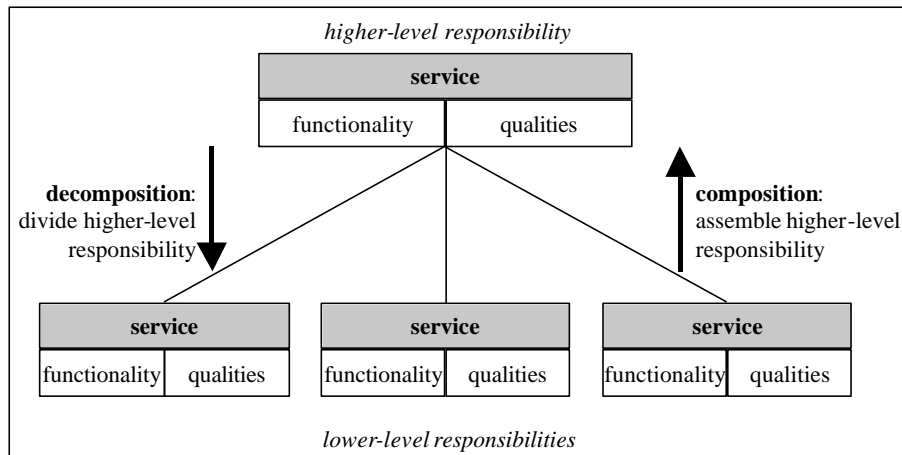 higher-level responsibility
service
functionality qualities
decomposition:
divide higher-level
responsibility
composition:
assemble higher-level
responsibility
service service service
functionality qualities functionality qualities functionality qualities
lower-level responsibilities